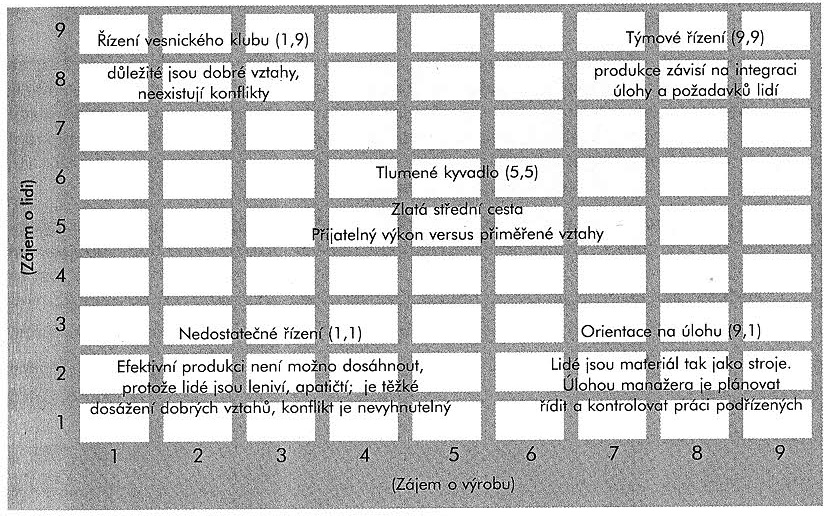 9
Řízení vesnického klubu (1,9)
Týmové řízení (9,9)
8
důležité jsou dobré vztahy,
neexistují konflikty
produkce závisí na integraci
úlohy a požadavků lidí
7
6
Tlumené kyvadlo (5,5)
(Zájem o lidi)
5
Zlatá střední cesta
Přijatelný výkon versus přiměřené vztahy
4
3
Nedostatečné řízení (1,1)
Orientace na úlohu (9,1)
2
Efektivní produkci není možno dosáhnout,
protože lidé jsou leniví, apatičtí; je těžké
dosážení dobrých vztahů, konflikt je nevyhnutelný
Lidé jsou materiál tak jako stroje.
Úlohou manažera je plánovat
řídit a kontrolovat práci podřízených
1
1 2 3 4 5 6 7 8 9
(Zájem o výrobu)